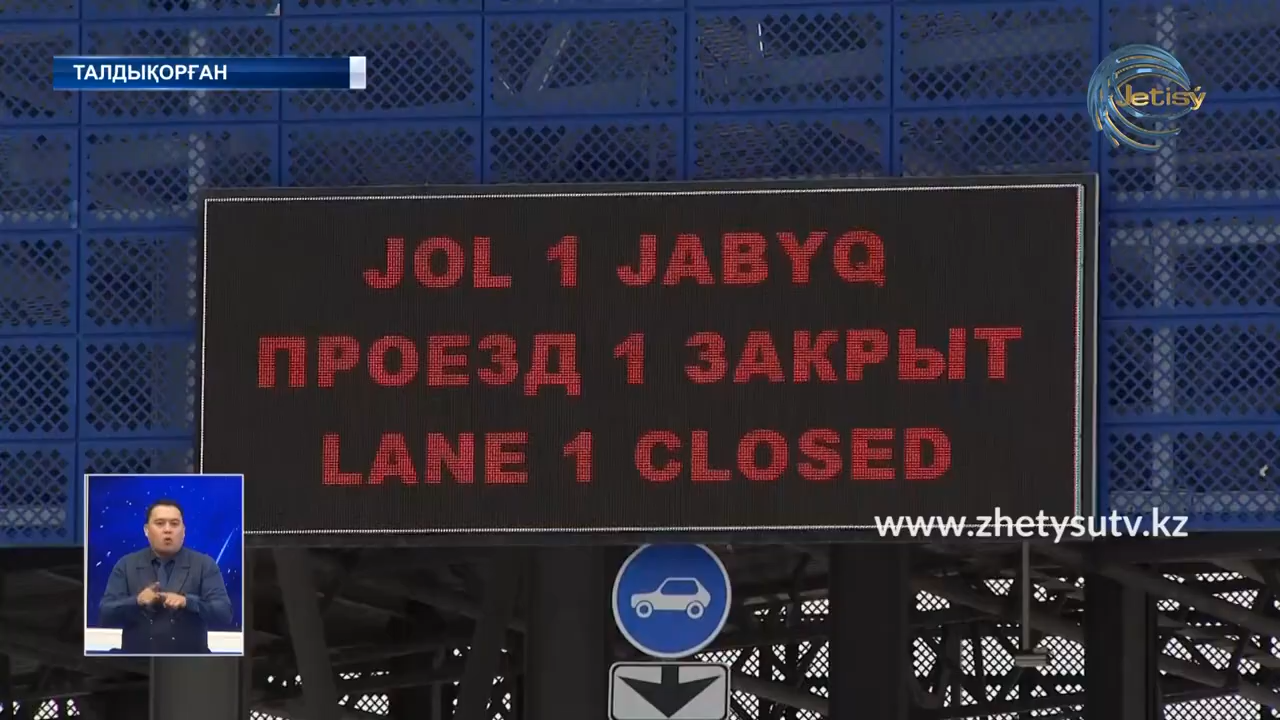 ТАЛДЫҚОРҒАН
Jetisý
JOL 1 JABYQ
ПРОЕЗД 1 ЗАКРЫТ
LANE 1 CLOSED
www.zhetysutv.kz